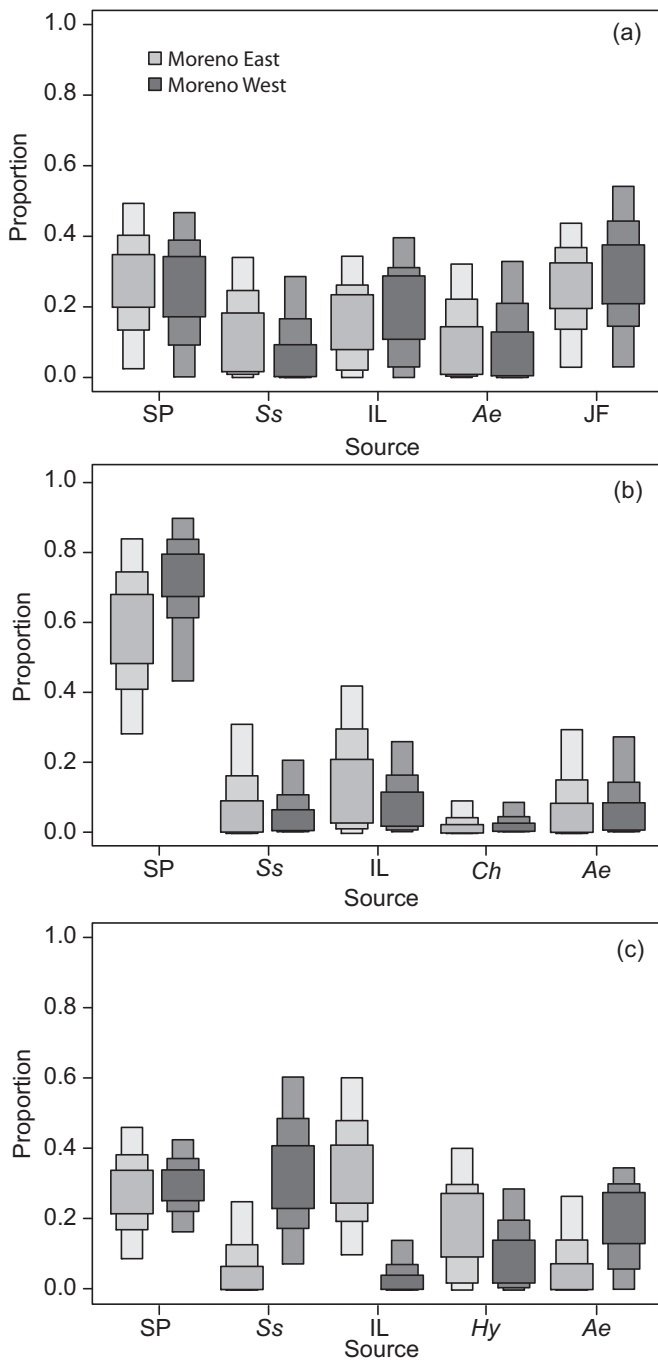 (a)
Moreno East
Moreno West
Proportion
1.0
0.8
0.6
0.4
0.2
0.0
SP Ss IL Ae JF
Source
(b)
Proportion
1.0
0.8
0.6
0.4
0.2
0.0
SP Ss IL Ch Ae
Source
(c)
Proportion
1.0
0.8
0.6
0.4
0.2
0.0
SP Ss IL Hy Ae
Source